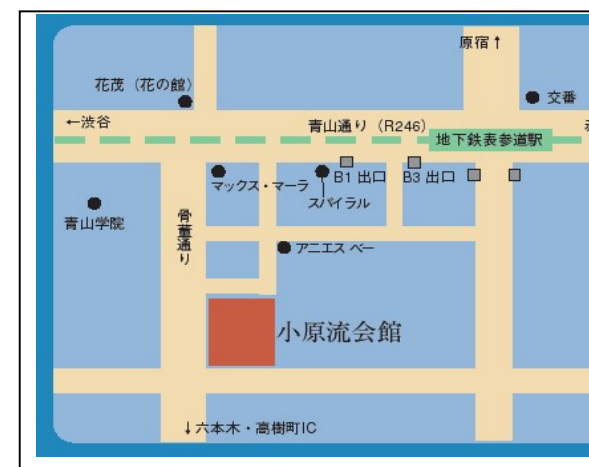 原宿↑
花茂（花の館）
交番
←渋谷
青山通り（R246）
地下鉄表参道駅
マックス・マーラ
B1 出口
B3 出口
スパイラル
青山学院
骨董通り
アニエス ベー
小原流会館
↓六本木・高樹町IC